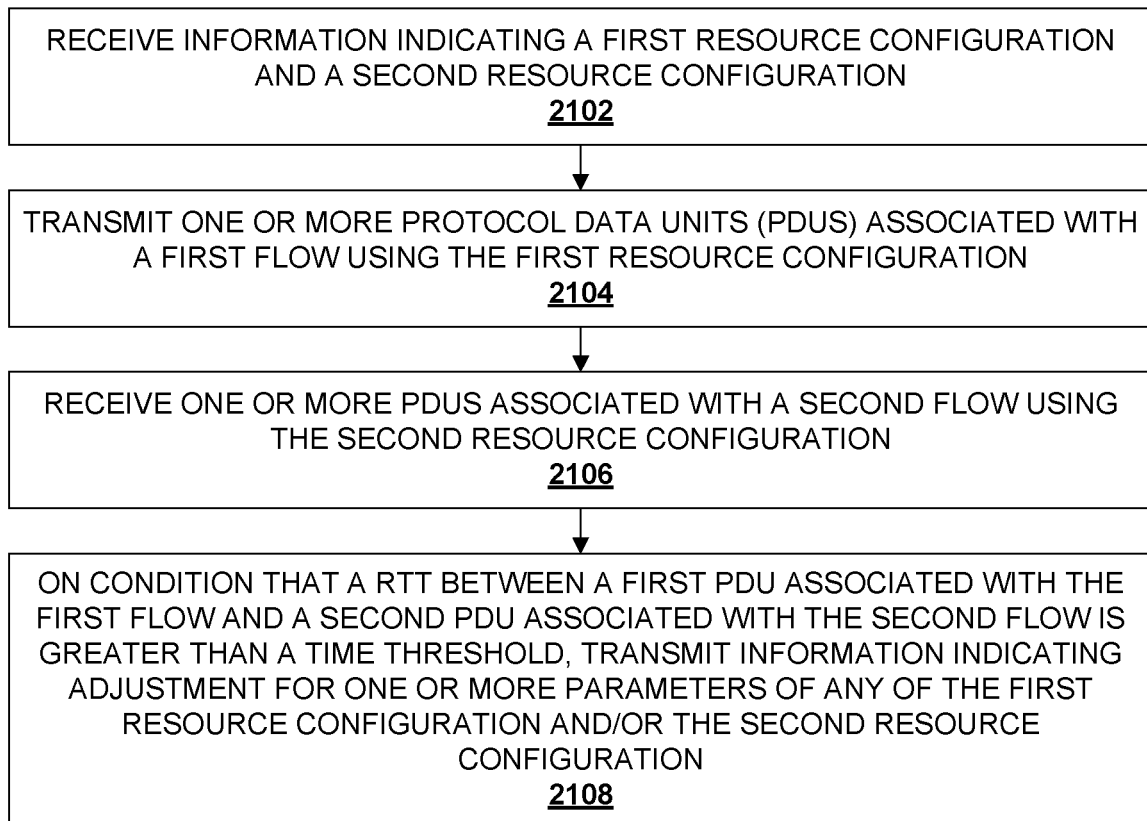 RECEIVE INFORMATION INDICATING A FIRST RESOURCE CONFIGURATION
AND A SECOND RESOURCE CONFIGURATION
2102
TRANSMIT ONE OR MORE PROTOCOL DATA UNITS (PDUS) ASSOCIATED WITH
A FIRST FLOW USING THE FIRST RESOURCE CONFIGURATION
2104
RECEIVE ONE OR MORE PDUS ASSOCIATED WITH A SECOND FLOW USING
THE SECOND RESOURCE CONFIGURATION
2106
ON CONDITION THAT A RTT BETWEEN A FIRST PDU ASSOCIATED WITH THE
FIRST FLOW AND A SECOND PDU ASSOCIATED WITH THE SECOND FLOW IS
GREATER THAN A TIME THRESHOLD, TRANSMIT INFORMATION INDICATING
ADJUSTMENT FOR ONE OR MORE PARAMETERS OF ANY OF THE FIRST
RESOURCE CONFIGURATION AND/OR THE SECOND RESOURCE
CONFIGURATION
2108